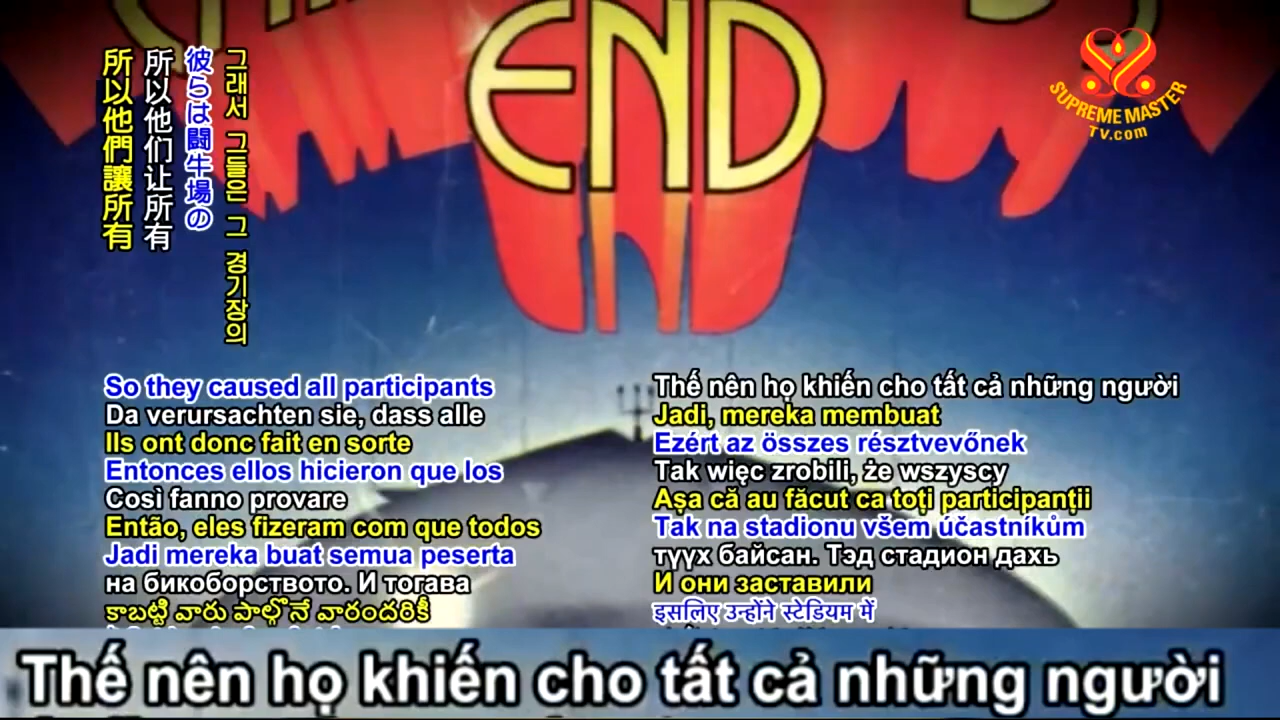 END
SUPREME MASTER
TV.com
그래서 그들은 그 경기장의
彼らは闘牛場の
所以他们让所有
所以他們讓所有
So they caused all participants
Da verursachten sie, dass alle
Ils ont donc fait en sorte
Entonces ellos hicieron que los
Così fanno provare
Então, eles fizeram com que todos
Jadi mereka buat semua peserta
на бикоборството. И тогава
కాబట్టి వారు పాల్గొనే వారందరికీ
Thế nên họ khiến cho tất cả những người
Jadi, mereka membuat
Ezért az összes résztvevőnek
Tak więc zrobili, że wszyscy
Aşa că au făcut ca toţi participanţii
Tak na stadionu všem účastníkům
түүх байсан. Тэд стадион дахь
И они заставили
इसलिए उन्होंने स्टेडियम में
Thế nên họ khiến cho tất cả những người